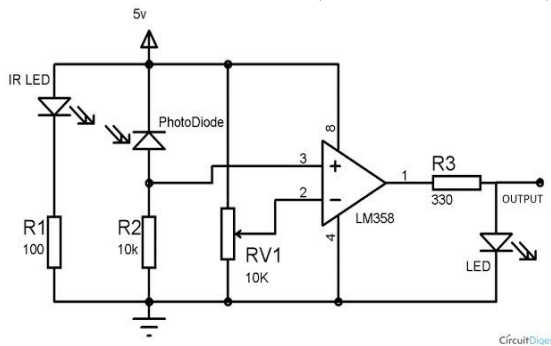 5v
IR LED
PhotoDiode
8
3
+
1
R3
2
−
330
OUTPUT
LM358
R1
100
R2
10k
RV1
10K
4
LED
CircuitDigest